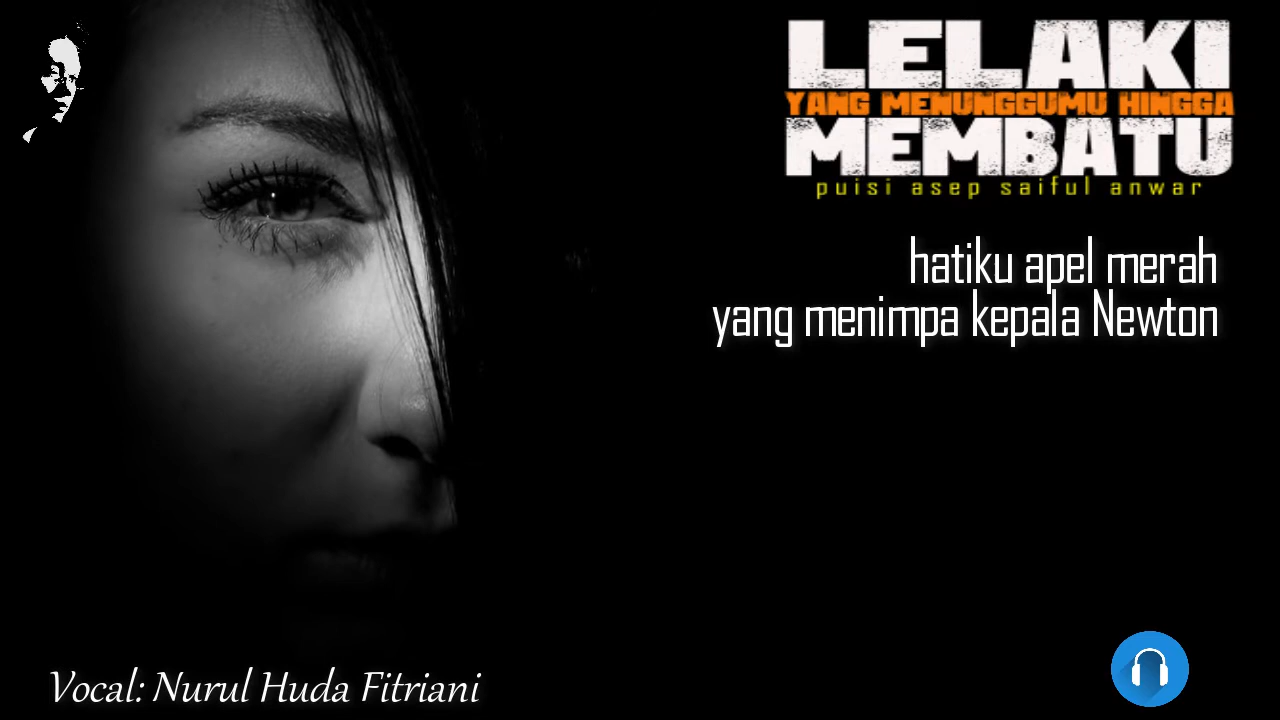 LELAKI
YANG MENUNGGUMU HINGGA
MEMBATU
puisi asep saiful anwar
hatiku apel merah
yang menimpa kepala Newton
Vocal: Nurul Huda Fitriani